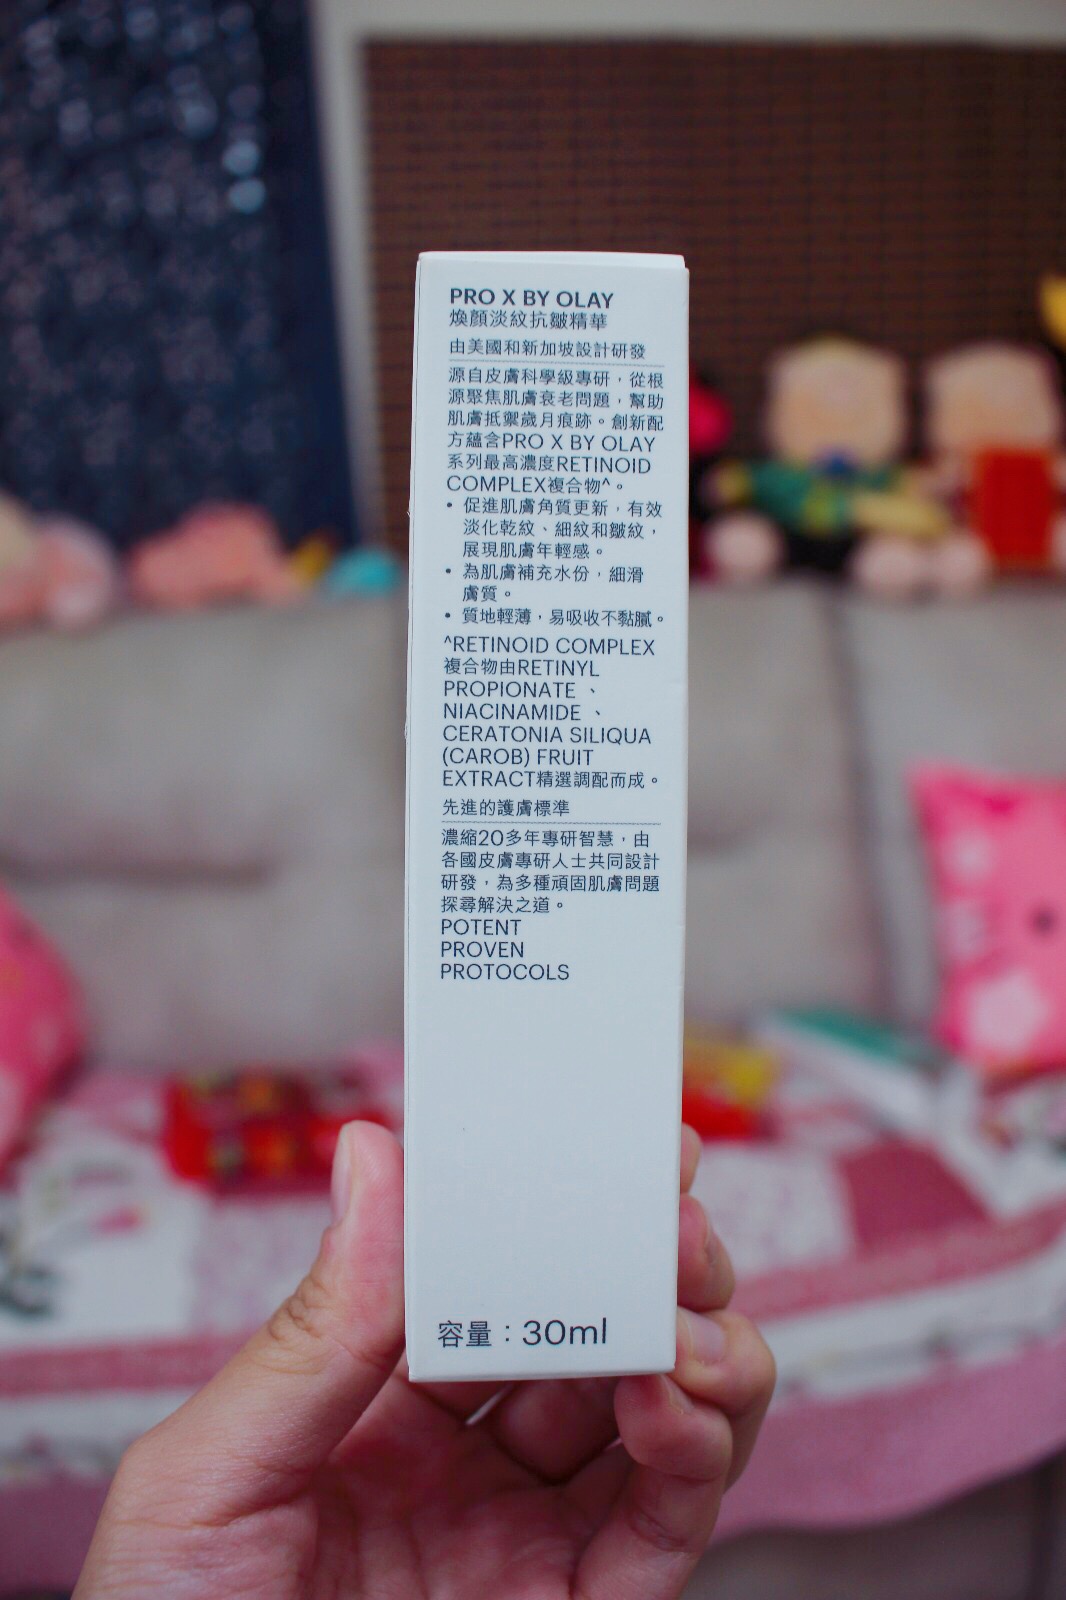 PRO X BY OLAY
煥顏淡紋抗皺精華
由美國和新加坡設計研發
源自皮膚科學級專研，從根
源聚焦肌膚衰老問題，幫助
肌膚抵禦歲月痕跡。創新配
方蘊含PRO X BY OLAY
系列最高濃度RETINOID
COMPLEX複合物^。
• 促進肌膚角質更新，有效
淡化乾紋、細紋和皺紋，
展現肌膚年輕感。
• 為肌膚補充水份，細滑
膚質。
• 質地輕薄，易吸收不黏膩。
^RETINOID COMPLEX
複合物由RETINYL
PROPIONATE、
NIACINAMIDE、
CERATONIA SILIQUA
(CAROB) FRUIT
EXTRACT精選調配而成。
先進的護膚標準
濃縮20多年專研智慧，由
各國皮膚專研人士共同設計
研發，為多種頑固肌膚問題
探尋解決之道。
POTENT
PROVEN
PROTOCOLS
容量：30ml